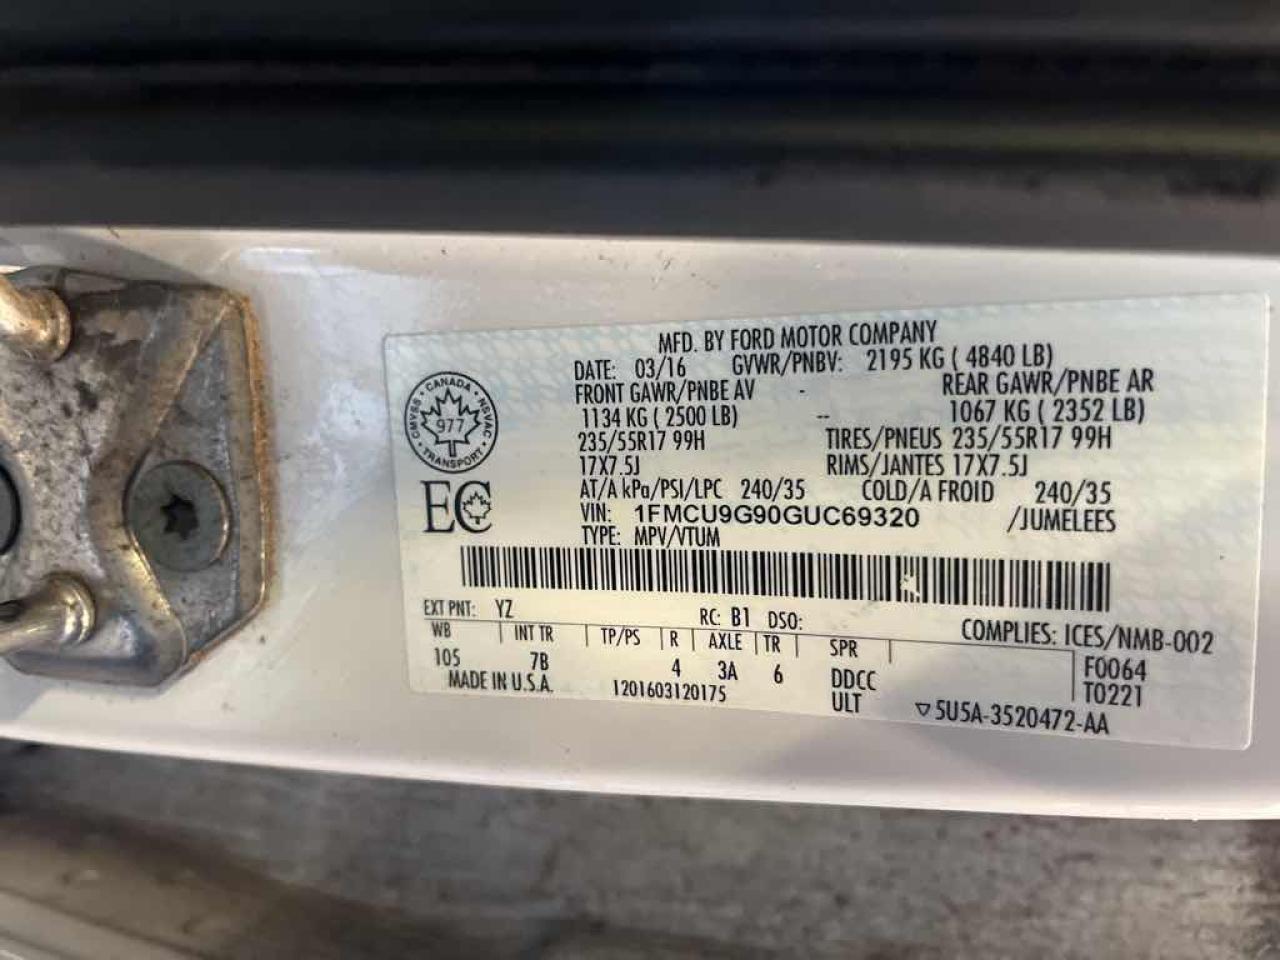 MFD. BY FORD MOTOR COMPANY
DATE: 03/16 GVWR/PNBV: 2195 KG ( 4840 LB)
FRONT GAWR/PNBE AV - REAR GAWR/PNBE AR
1134 KG ( 2500 LB) -- 1067 KG ( 2352 LB)
235/55R17 99H TIRES/PNEUS 235/55R17 99H
17X7.5J RIMS/JANTES 17X7.5J
AT/A kPa/PSI/LPC 240/35 COLD/A FROID 240/35
VIN: 1FMCU9G90GUC69320 /JUMELEES
TYPE: MPV/VTUM
CANADA · NSVAC · TRANSPORT · CMVSS
977
EC
EXT PNT: YZ RC: B1 DSO: COMPLIES: ICES/NMB-002
WB | INT TR | TP/PS | R | AXLE | TR | SPR | F0064
105 7B 4 3A 6 DDCC T0221
MADE IN U.S.A. 1201603120175 ULT ▽5U5A-3520472-AA